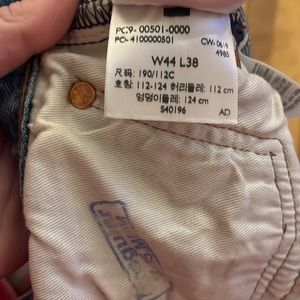 PC9- 00501-0000
PO- 4100000501
CW-0619
4985
W44 L38
尺码: 190/112C
호칭: 112-124 허리둘레: 112 cm
엉덩이둘레: 124 cm
S40196
AD